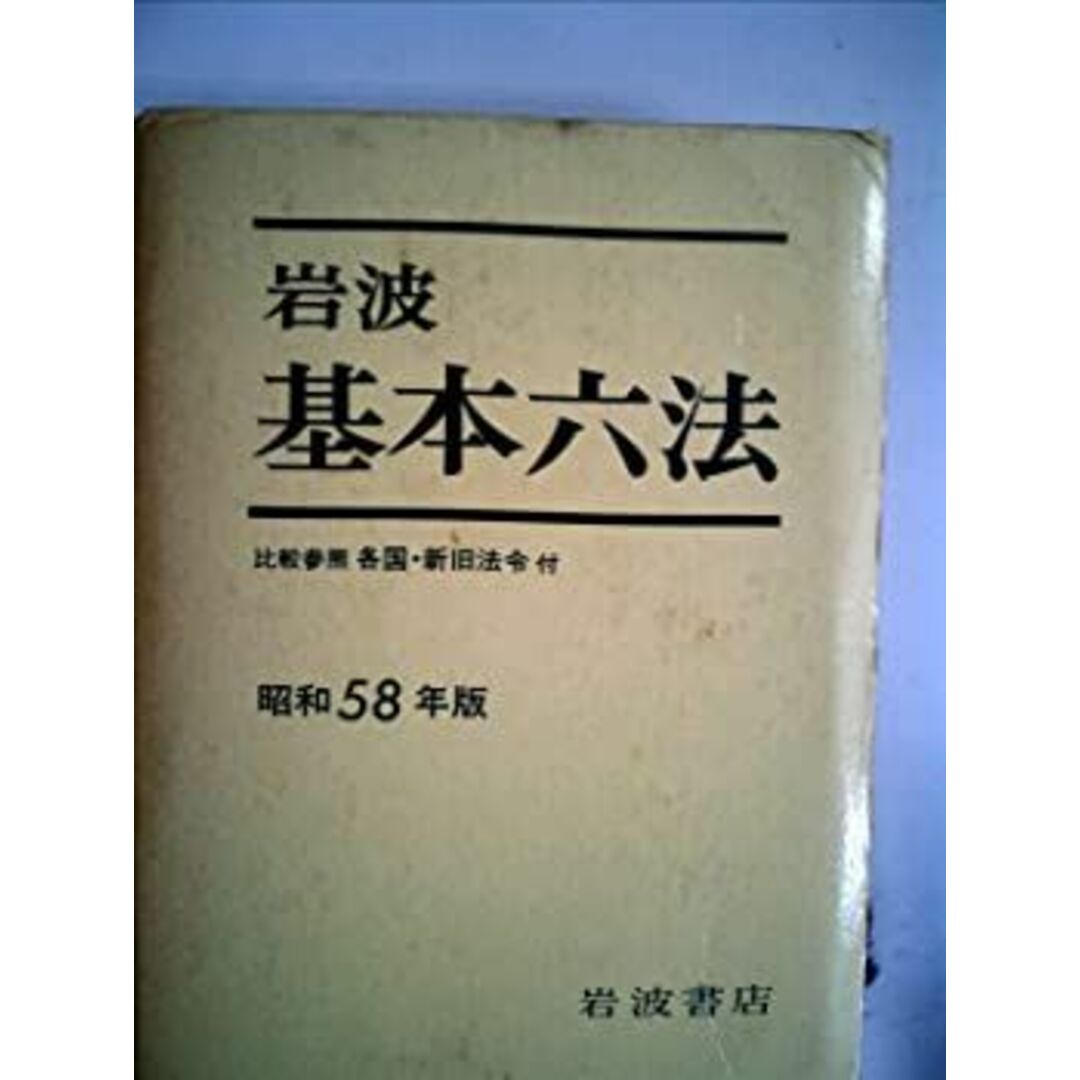 岩波
基本六法
比較参照 各国・新旧法令 付
昭和58年版
岩波書店